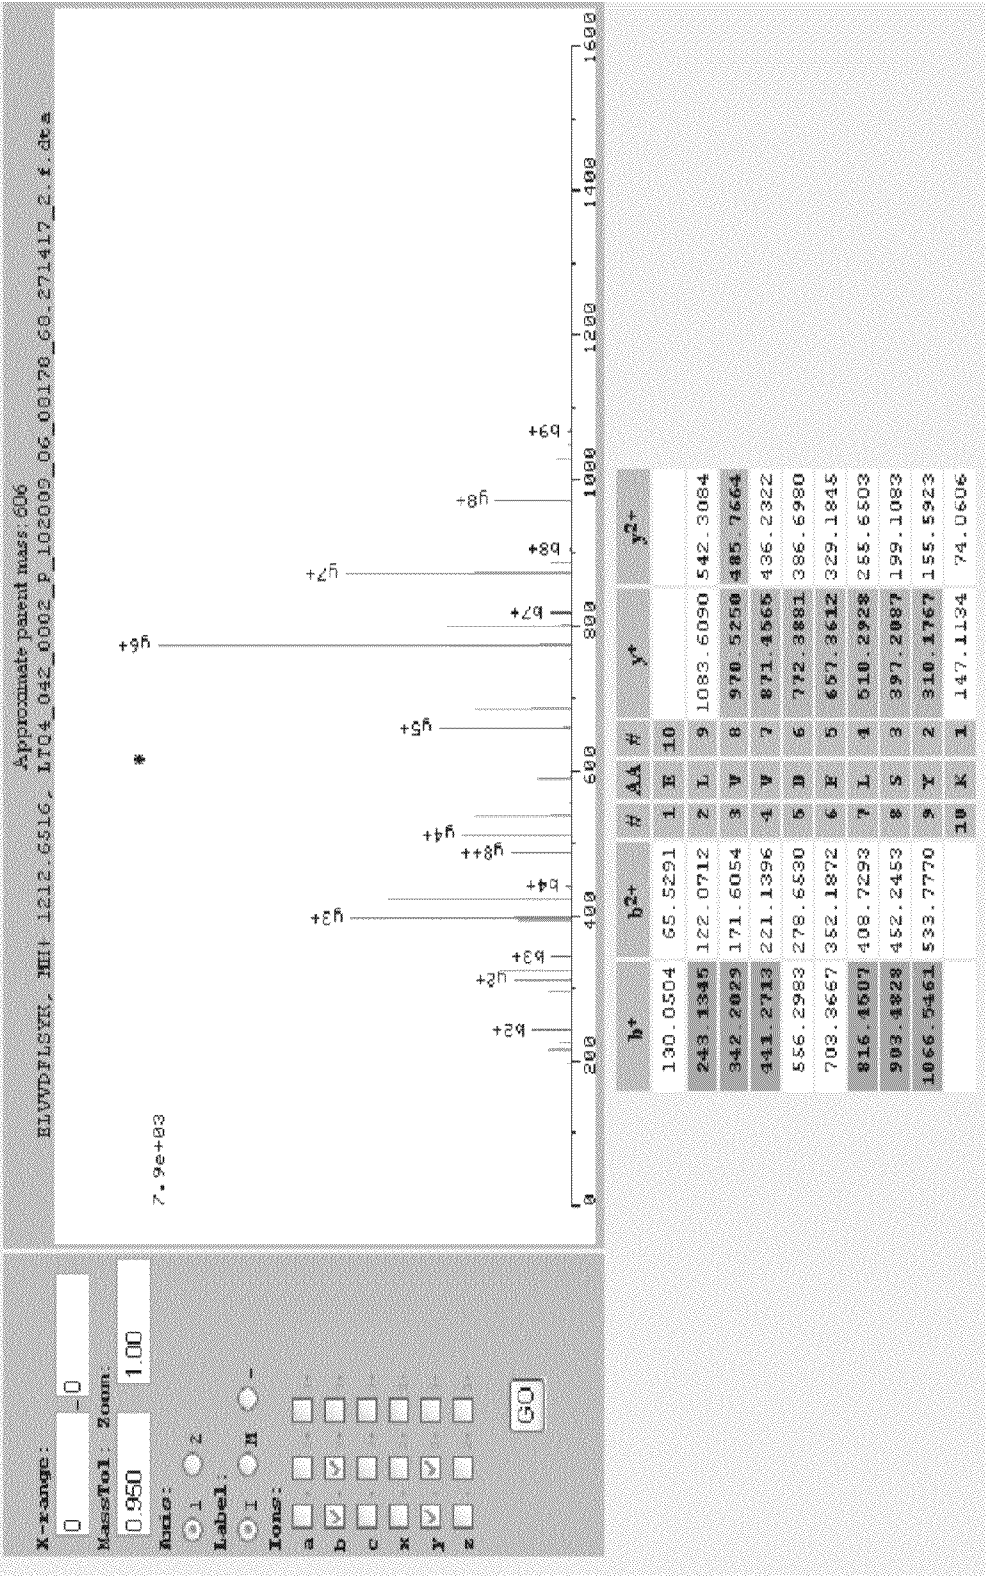 X-range:
0 - 0
MassTol: Zoom:
0.950 1.00
Axis:
1 2
Label:
I M -
Ions:
a
b
c
x
y
z
GO
Approximate parent mass: 606
ELVVDFLSYK, MH+ 1212.6516, LTQ4_042_0002_P_102009_06_00170_60.271417_2.f.dta
7.9e+03
*
b2+
y2+
b3+
y3+
b4+
y8++
y4+
y5+
y6+
b7+
y7+
b8+
y8+
b9+
0 200 400 600 800 1000 1200 1400 1600
b+ b2+ # AA # y+ y2+
130.0504 65.5291 1 E 10
243.1345 122.0712 2 L 9 1083.6090 542.3084
342.2029 171.6054 3 V 8 970.5250 485.7664
441.2713 221.1396 4 V 7 871.4565 436.2322
556.2983 278.6530 5 D 6 772.3881 386.6980
703.3667 352.1872 6 F 5 657.3612 329.1845
816.4507 408.7293 7 L 4 510.2928 255.6503
903.4828 452.2453 8 S 3 397.2087 199.1083
1066.5461 533.7770 9 Y 2 310.1767 155.5923
10 K 1 147.1134 74.0606